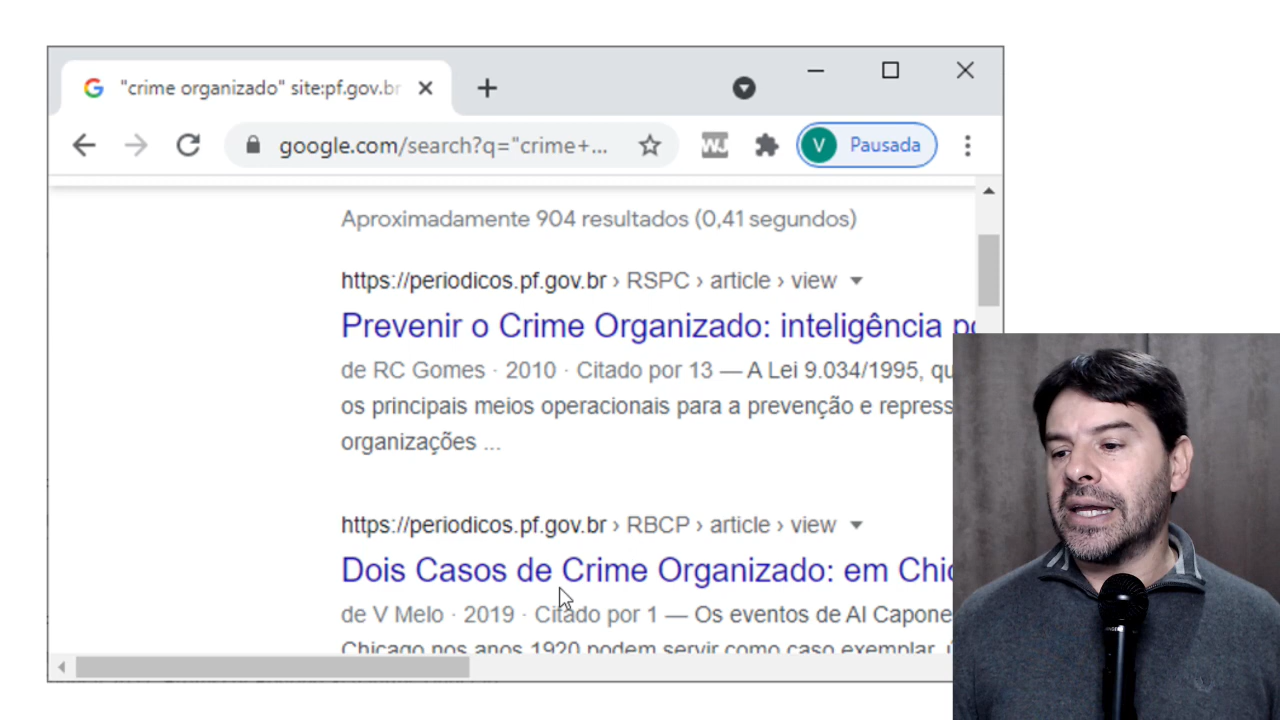 "crime organizado" site:pf.gov.br
google.com/search?q="crime+...
WJ
V Pausada
Aproximadamente 904 resultados (0,41 segundos)
https://periodicos.pf.gov.br › RSPC › article › view
Prevenir o Crime Organizado: inteligência
de RC Gomes · 2010 · Citado por 13 — A Lei 9.034/1995,
os principais meios operacionais para a prevenção e
organizações ...
https://periodicos.pf.gov.br › RBCP › article › view
Dois Casos de Crime Organizado: em
de V Melo · 2019 · Citado por 1 — Os eventos de Al Capone
Chicago nos anos 1920 podem servir como caso exemplar,